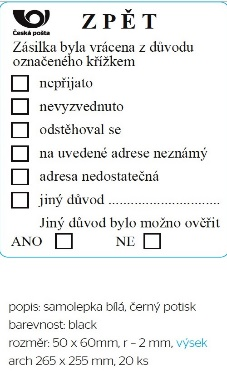 Česká pošta
ZPĚT
Zásilka byla vrácena z důvodu
označeného křížkem
nepřijato
nevyzvednuto
odstěhoval se
na uvedené adrese neznámý
adresa nedostatečná
jiný důvod ..............................
Jiný důvod bylo možno ověřit
ANO NE
popis: samolepka bílá, černý potisk
barevnost: black
rozměr: 50 x 60mm, r – 2 mm, výsek
arch 265 x 255 mm, 20 ks